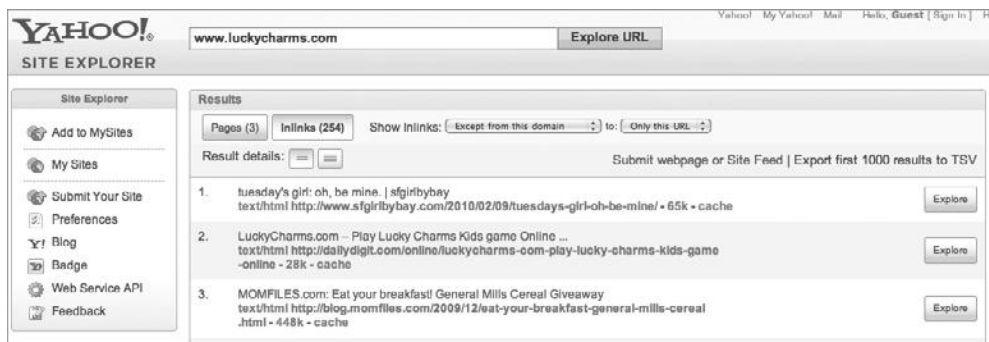 Yahoo! My Yahoo! Mail Hello, Guest [ Sign In ]
YAHOO!
SITE EXPLORER
www.luckycharms.com Explore URL
Site Explorer
Add to MySites
My Sites
Submit Your Site
Preferences
Y! Blog
Badge
Web Service API
Feedback
Results
Pages (3) Inlinks (254) Show Inlinks: Except from this domain to: Only this URL
Result details: Submit webpage or Site Feed | Export first 1000 results to TSV
1. tuesday's girl: oh, be mine. | sfgirlbybay Explore
text/html http://www.sfgirlbybay.com/2010/02/09/tuesdays-girl-oh-be-mine/ - 65k - cache
2. LuckyCharms.com – Play Lucky Charms Kids game Online ... Explore
text/html http://dailydigit.com/online/luckycharms-com-play-lucky-charms-kids-game
-online - 28k - cache
3. MOMFILES.com: Eat your breakfast! General Mills Cereal Giveaway Explore
text/html http://blog.momfiles.com/2009/12/eat-your-breakfast-general-mills-cereal
.html - 448k - cache